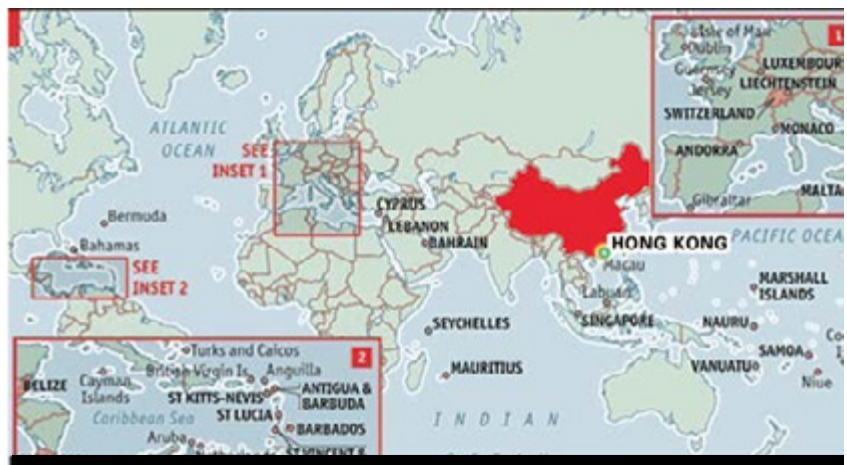 ATLANTIC
OCEAN
SEE
INSET 1
Bermuda
Bahamas
SEE
INSET 2
CYPRUS
LEBANON
BAHRAIN
HONG KONG
Macau
Labuan
SINGAPORE
SEYCHELLES
MAURITIUS
INDIAN
PACIFIC OCEA
MARSHALL
ISLANDS
NAURU
SAMOA
VANUATU
Niue
1
Isle of Man
Dublin
Guernsey
Jersey
LUXEMBOUR
LIECHTENSTEIN
SWITZERLAND
MONACO
ANDORRA
Gibraltar
MALTA
2
Turks and Caicos
British Virgin Is.
Anguilla
BELIZE
Cayman
Islands
ST KITTS-NEVIS
ANTIGUA &
BARBUDA
Caribbean Sea
ST LUCIA
BARBADOS
Aruba